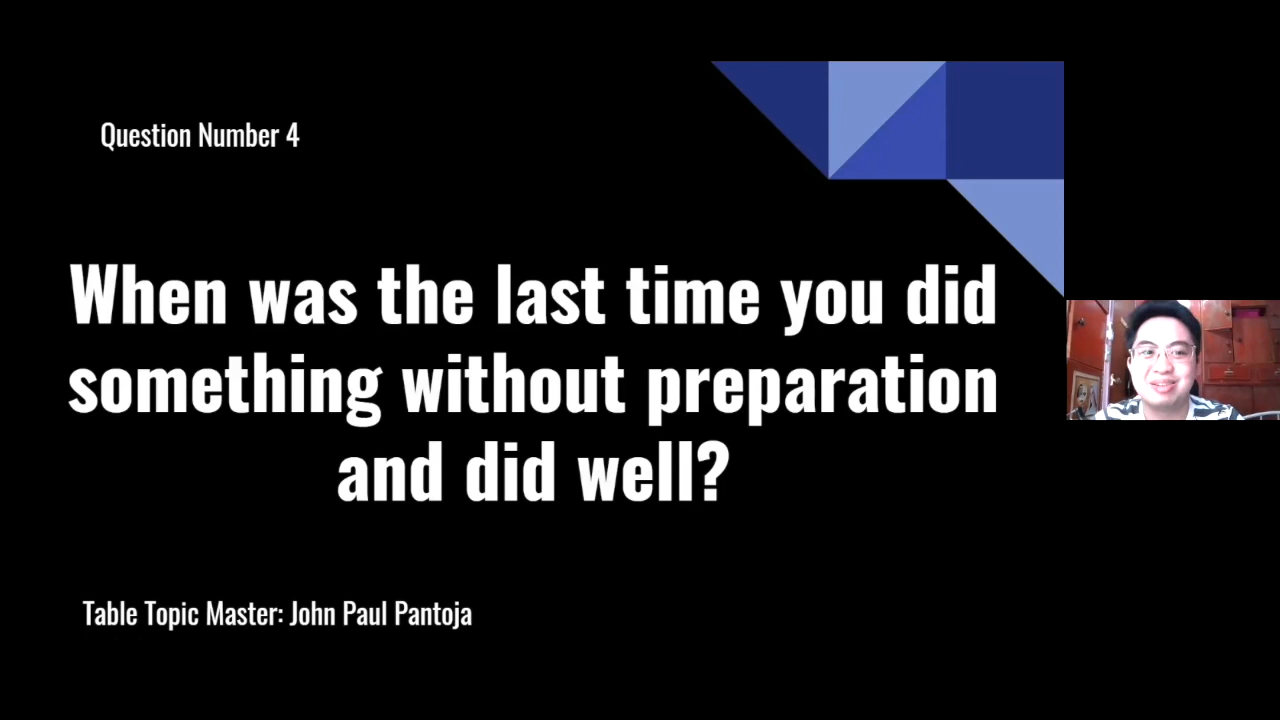 Question Number 4
When was the last time you did
something without preparation
and did well?
Table Topic Master: John Paul Pantoja